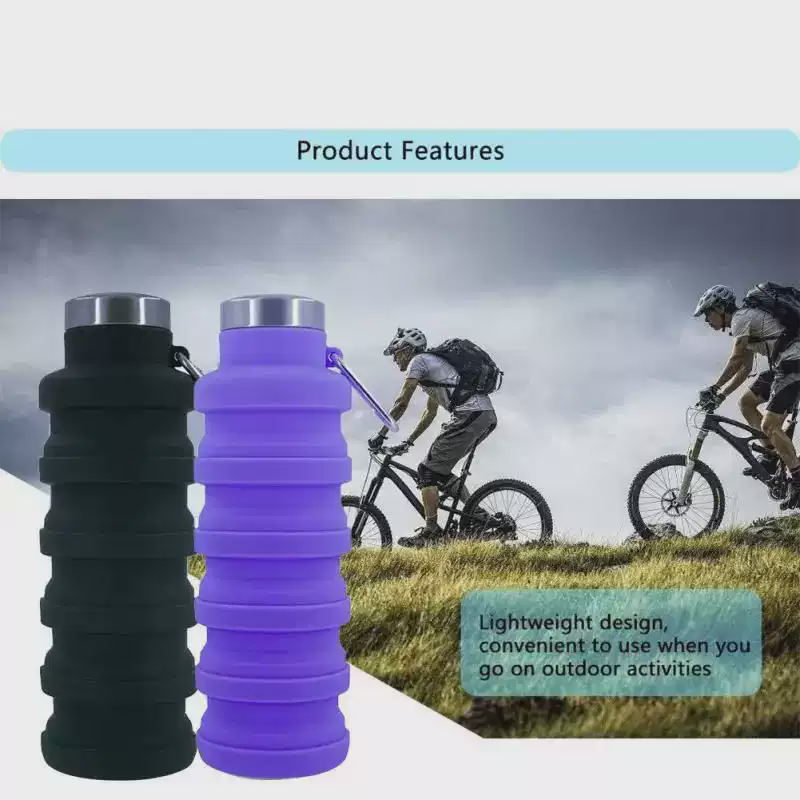 Product Features
Lightweight design,
convenient to use when you
go on outdoor activities